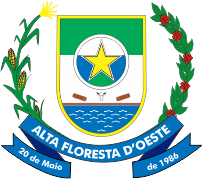 ALTA FLORESTA D'OESTE
20 de Maio
de 1986